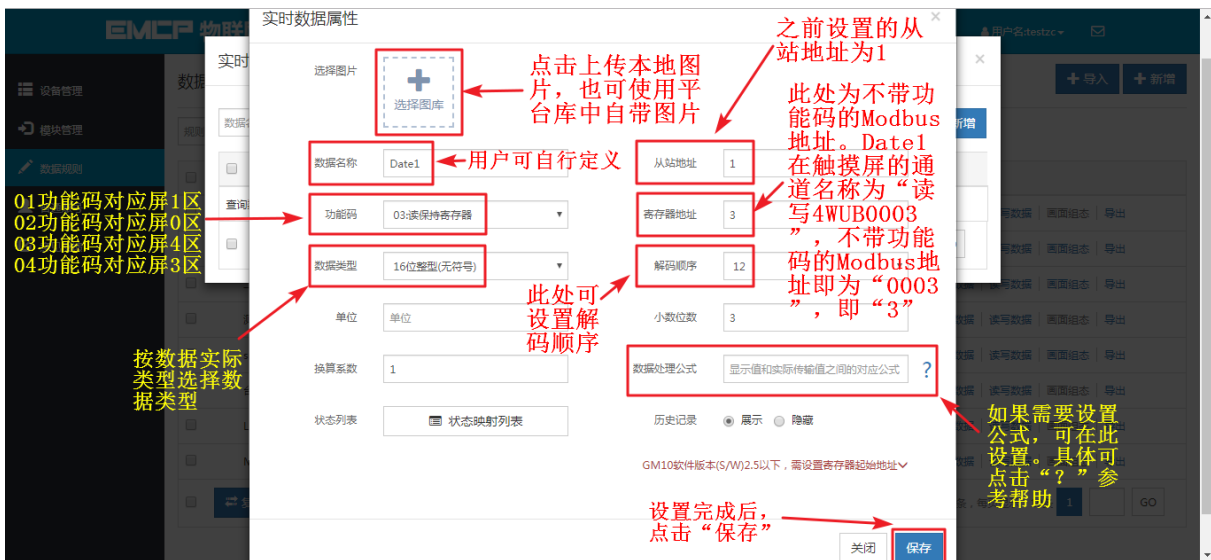 EMCP 物联
用户名:testzc
实时数据属性
×
设备管理
模块管理
数据规则
导入
新增
选择图片
选择图库
点击上传本地图
片，也可使用平
台库中自带图片
之前设置的从
站地址为1
数据名称
Date1
用户可自行定义
从站地址
1
此处为不带功
能码的Modbus
地址。Date1
在触摸屏的通
道名称为“读
写4WUB0003
”，不带功能
码的Modbus地
址即为“0003
”，即“3”
01功能码对应屏1区
02功能码对应屏0区
03功能码对应屏4区
04功能码对应屏3区
功能码
03:读保持寄存器
寄存器地址
3
数据类型
16位整型(无符号)
解码顺序
12
此处可
设置解
码顺序
单位
单位
小数位数
3
按数据实际
类型选择数
据类型
换算系数
1
数据处理公式
显示值和实际传输值之间的对应公式
?
状态列表
状态映射列表
历史记录
展示
隐藏
如果需要设置
公式，可在此
设置。具体可
点击“？”参
考帮助
GM10软件版本(S/W)2.5以下，需设置寄存器起始地址
设置完成后，
点击“保存”
关闭
保存
读写数据 | 画面组态 | 导出
1
GO